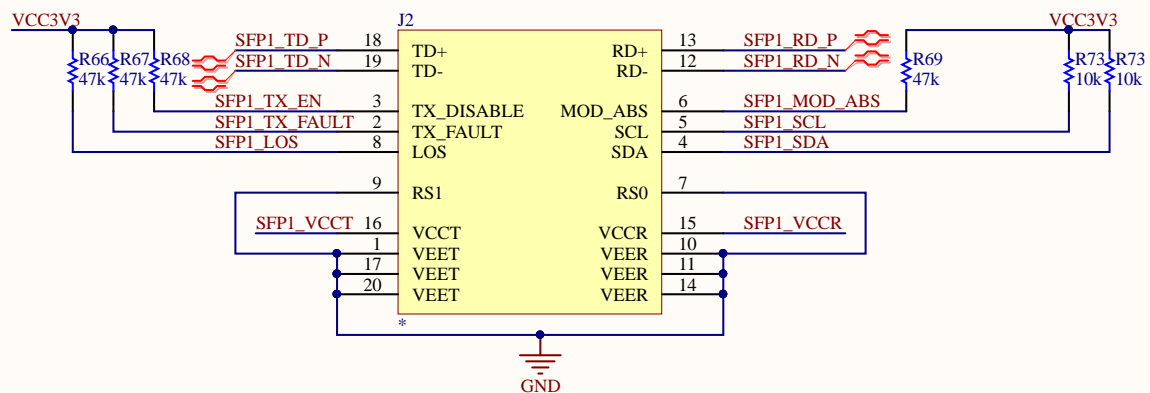 VCC3V3
J2
VCC3V3
R66 R67 R68
47k 47k 47k
SFP1_TD_P 18 TD+ RD+ 13 SFP1_RD_P
SFP1_TD_N 19 TD- RD- 12 SFP1_RD_N
R69
47k
R73 R73
10k 10k
SFP1_TX_EN 3 TX_DISABLE MOD_ABS 6 SFP1_MOD_ABS
SFP1_TX_FAULT 2 TX_FAULT SCL 5 SFP1_SCL
SFP1_LOS 8 LOS SDA 4 SFP1_SDA
9 RS1 RS0 7
SFP1_VCCT 16 VCCT VCCR 15 SFP1_VCCR
1 VEET VEER 10
17 VEET VEER 11
20 VEET VEER 14
*
GND